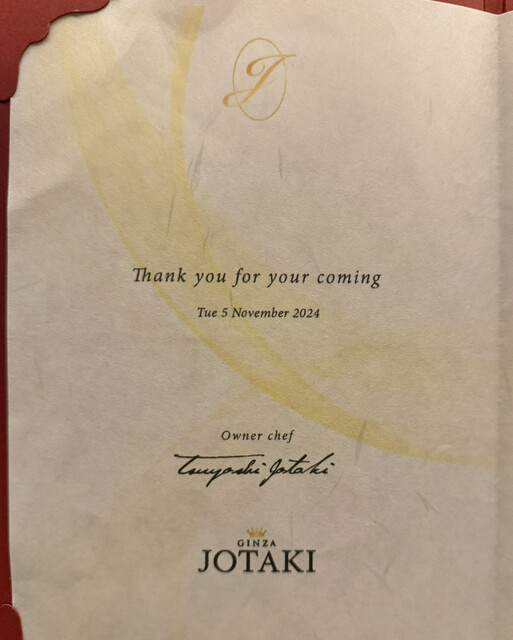 J
Thank you for your coming
Tue 5 November 2024
Owner chef
Tsuyoshi Jotaki
GINZA
JOTAKI